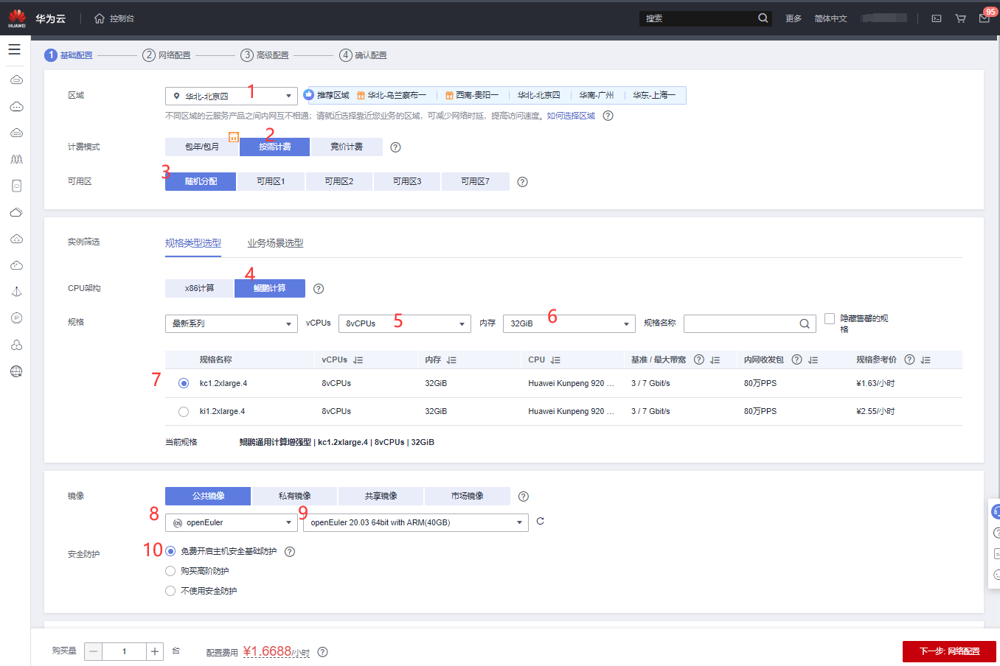 HUAWEI 华为云 控制台 搜索 更多 简体中文 95
1 基础配置 2 网络配置 3 高级配置 4 确认配置
区域 华北-北京四 1 推荐区域 华北-乌兰察布一 西南-贵阳一 华北-北京四 华南-广州 华东-上海一
不同区域的云服务产品之间内网互不相通；请就近选择靠近您业务的区域，可减少网络时延，提高访问速度。如何选择区域 ?
2
计费模式 包年/包月 按需计费 竞价计费 ?
3
可用区 随机分配 可用区1 可用区2 可用区3 可用区7 ?
实例筛选 规格类型选型 业务场景选型
4
CPU架构 x86计算 鲲鹏计算 ?
规格 最新系列 vCPUs 8vCPUs 5 内存 32GiB 6 规格名称 隐藏售罄的规
格
规格名称 vCPUs 内存 CPU 基准 / 最大带宽 ? 内网收发包 ? 规格参考价 ?
7 kc1.2xlarge.4 8vCPUs 32GiB Huawei Kunpeng 920 ... 3 / 7 Gbit/s 80万PPS ¥1.63/小时
ki1.2xlarge.4 8vCPUs 32GiB Huawei Kunpeng 920 ... 3 / 7 Gbit/s 80万PPS ¥2.55/小时
当前规格 鲲鹏通用计算增强型 | kc1.2xlarge.4 | 8vCPUs | 32GiB
镜像 公共镜像 私有镜像 共享镜像 市场镜像 ?
8 openEuler 9 openEuler 20.03 64bit with ARM(40GB)
安全防护 10 免费开启主机安全基础防护 ?
购买高阶防护
不使用安全防护
购买量 1 台 配置费用 ¥1.6688/小时 ? 下一步: 网络配置